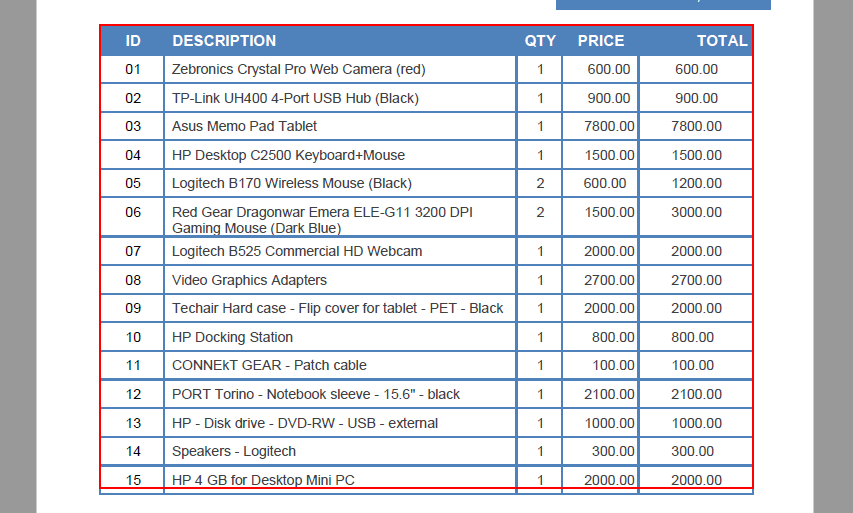 ID DESCRIPTION QTY PRICE TOTAL
01 Zebronics Crystal Pro Web Camera (red) 1 600.00 600.00
02 TP-Link UH400 4-Port USB Hub (Black) 1 900.00 900.00
03 Asus Memo Pad Tablet 1 7800.00 7800.00
04 HP Desktop C2500 Keyboard+Mouse 1 1500.00 1500.00
05 Logitech B170 Wireless Mouse (Black) 2 600.00 1200.00
06 Red Gear Dragonwar Emera ELE-G11 3200 DPI 2 1500.00 3000.00
Gaming Mouse (Dark Blue)
07 Logitech B525 Commercial HD Webcam 1 2000.00 2000.00
08 Video Graphics Adapters 1 2700.00 2700.00
09 Techair Hard case - Flip cover for tablet - PET - Black 1 2000.00 2000.00
10 HP Docking Station 1 800.00 800.00
11 CONNEkT GEAR - Patch cable 1 100.00 100.00
12 PORT Torino - Notebook sleeve - 15.6" - black 1 2100.00 2100.00
13 HP - Disk drive - DVD-RW - USB - external 1 1000.00 1000.00
14 Speakers - Logitech 1 300.00 300.00
15 HP 4 GB for Desktop Mini PC 1 2000.00 2000.00